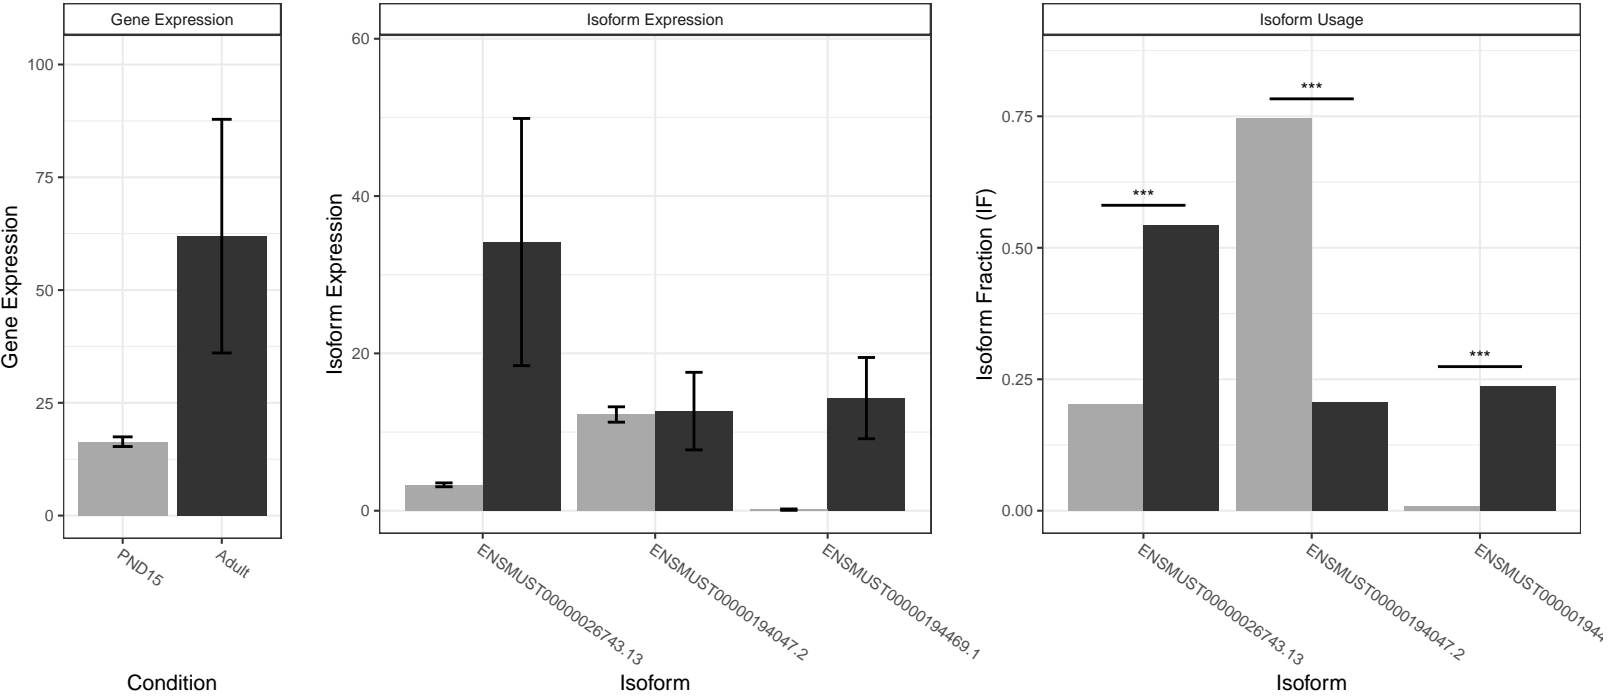 Gene Expression
Isoform Expression
Isoform Usage
Gene Expression
100
75
50
25
0
PND15
Adult
Condition
Isoform Expression
60
40
20
0
ENSMUST00000026743.13
ENSMUST00000194047.2
ENSMUST00000194469.1
Isoform
Isoform Fraction (IF)
0.75
0.50
0.25
0.00
***
***
***
ENSMUST00000026743.13
ENSMUST00000194047.2
ENSMUST000001944
Isoform